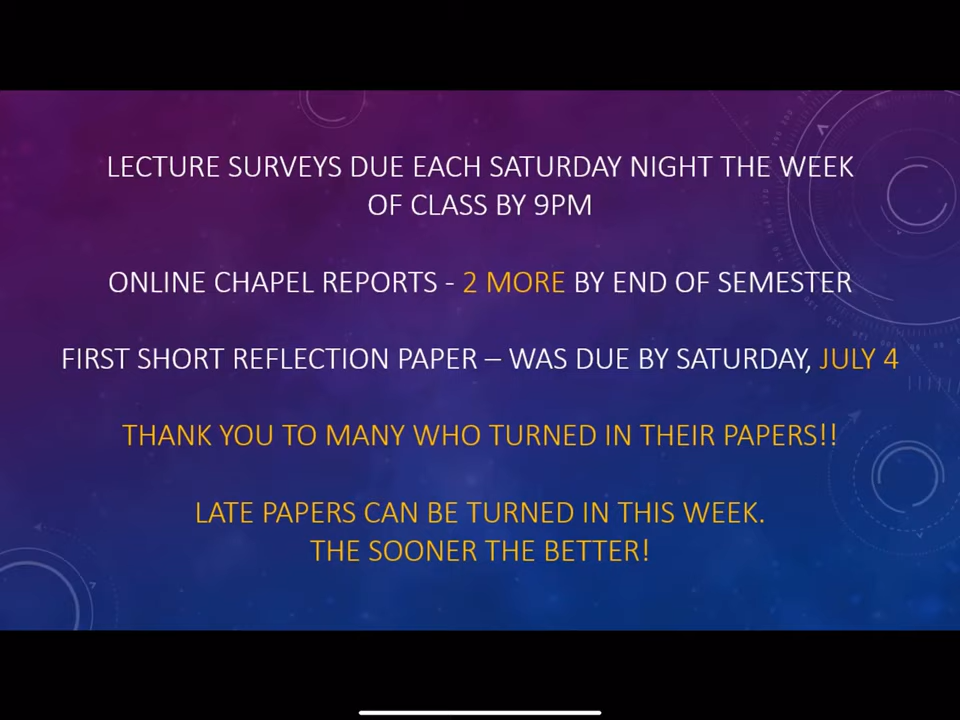 LECTURE SURVEYS DUE EACH SATURDAY NIGHT THE WEEK
OF CLASS BY 9PM
ONLINE CHAPEL REPORTS - 2 MORE BY END OF SEMESTER
FIRST SHORT REFLECTION PAPER – WAS DUE BY SATURDAY, JULY 4
THANK YOU TO MANY WHO TURNED IN THEIR PAPERS!!
LATE PAPERS CAN BE TURNED IN THIS WEEK.
THE SOONER THE BETTER!